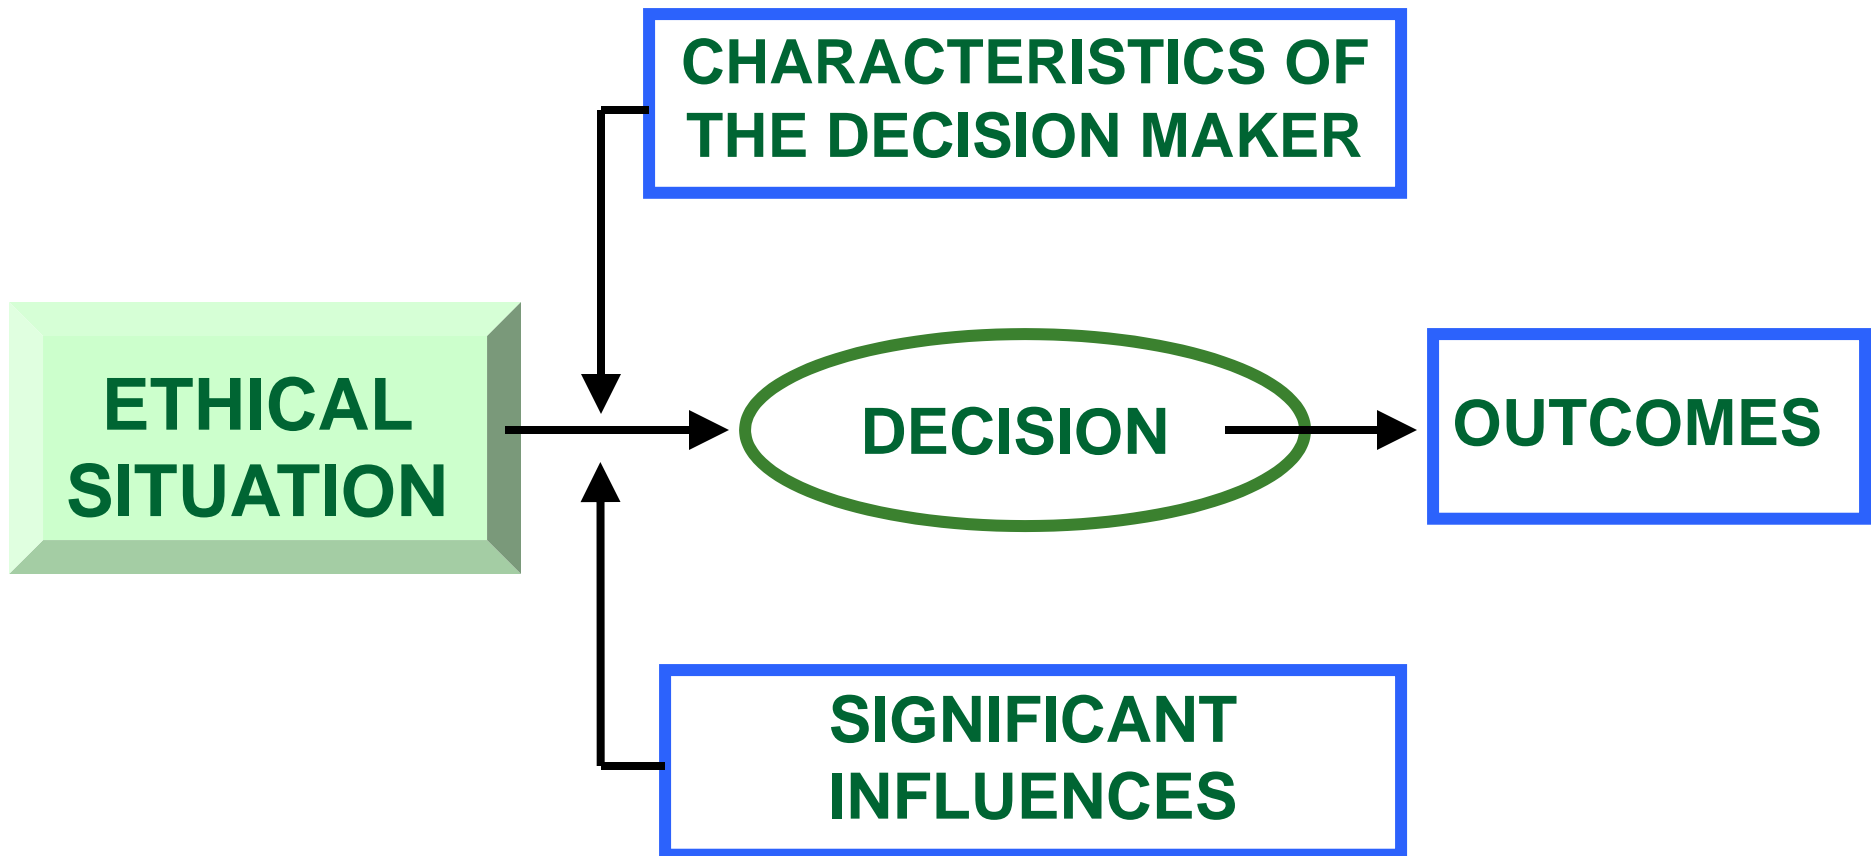 CHARACTERISTICS OF
THE DECISION MAKER
ETHICAL
SITUATION
DECISION
OUTCOMES
SIGNIFICANT
INFLUENCES